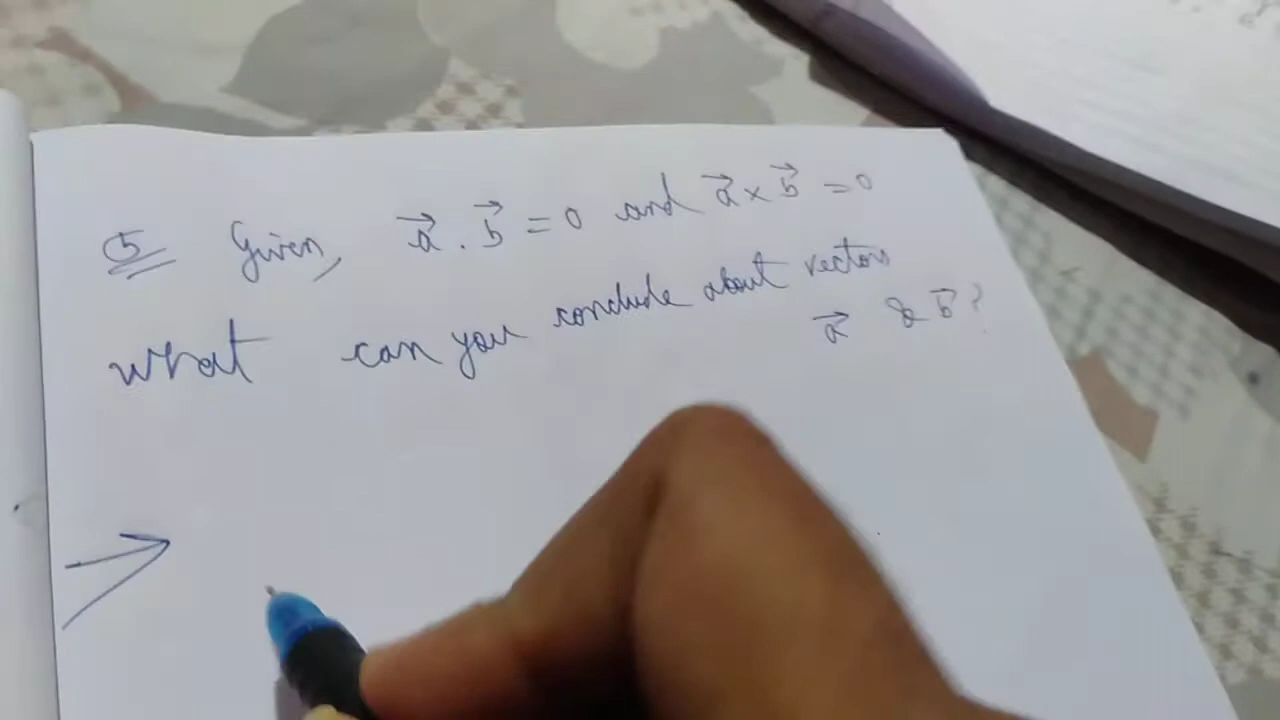 5 Given, a⃗ . b⃗ = 0 and a⃗ × b⃗ = 0
What can you conclude about vectors
a⃗ & b⃗ ?